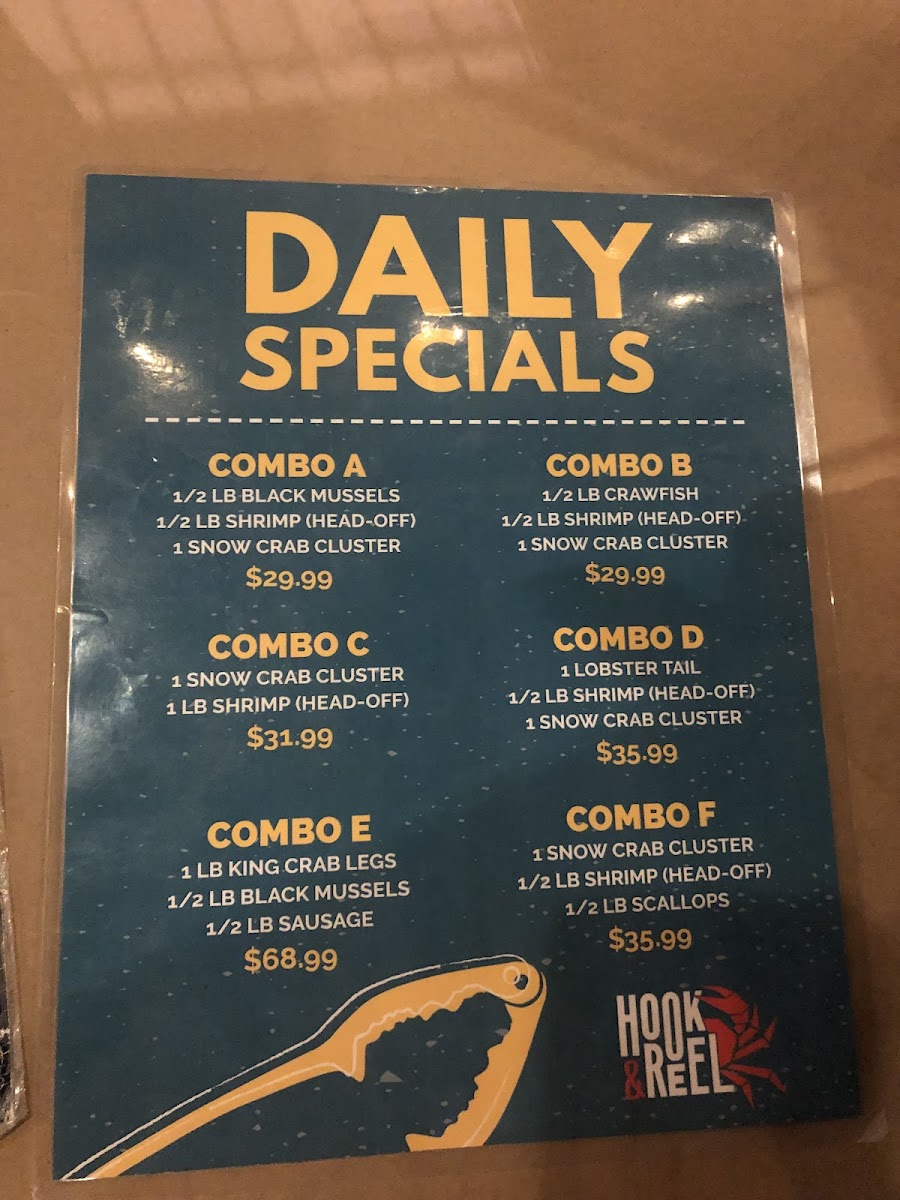 DAILY
SPECIALS
COMBO A
1/2 LB BLACK MUSSELS
1/2 LB SHRIMP (HEAD-OFF)
1 SNOW CRAB CLUSTER
$29.99
COMBO B
1/2 LB CRAWFISH
1/2 LB SHRIMP (HEAD-OFF)
1 SNOW CRAB CLUSTER
$29.99
COMBO C
1 SNOW CRAB CLUSTER
1 LB SHRIMP (HEAD-OFF)
$31.99
COMBO D
1 LOBSTER TAIL
1/2 LB SHRIMP (HEAD-OFF)
1 SNOW CRAB CLUSTER
$35.99
COMBO E
1 LB KING CRAB LEGS
1/2 LB BLACK MUSSELS
1/2 LB SAUSAGE
$68.99
COMBO F
1 SNOW CRAB CLUSTER
1/2 LB SHRIMP (HEAD-OFF)
1/2 LB SCALLOPS
$35.99
HOOK
& REEL